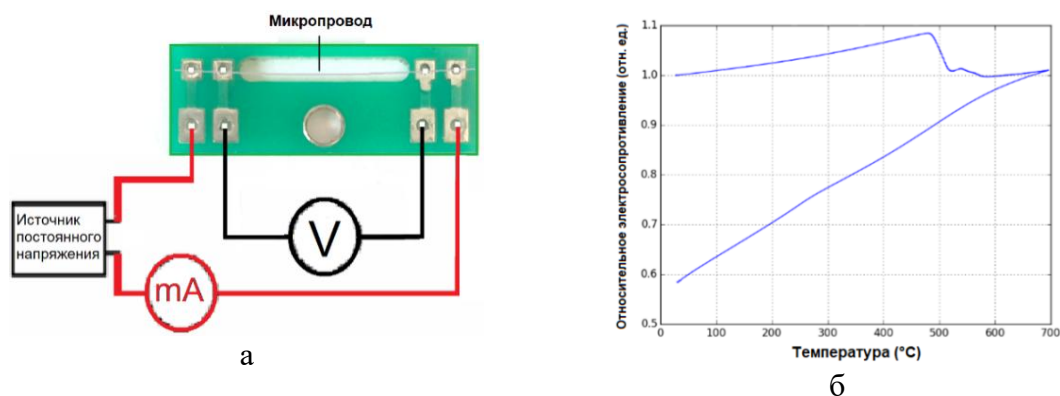 Микропровод
Источник
постоянного
напряжения
V
mA
а
Относительное электросопротивление (отн. ед.)
1.1
1.0
0.9
0.8
0.7
0.6
0.5
0 100 200 300 400 500 600 700
Температура (°C)
б